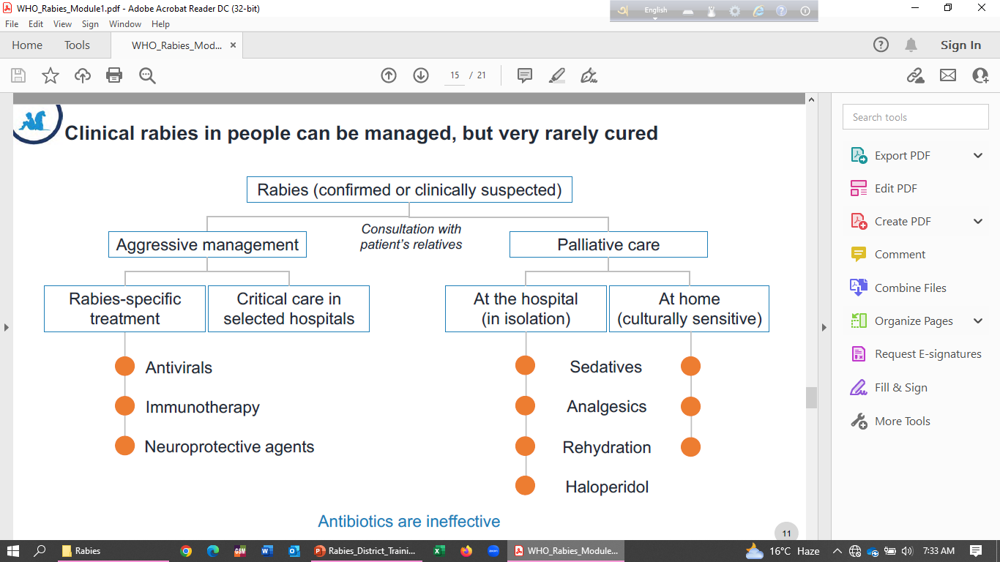 WHO_Rabies_Module1.pdf - Adobe Acrobat Reader DC (32-bit)
English
File Edit View Sign Window Help
Home Tools WHO_Rabies_Mod... × Sign In
15 / 21
Search tools
Export PDF
Edit PDF
Create PDF
Comment
Combine Files
Organize Pages
Request E-signatures
Fill & Sign
More Tools
Clinical rabies in people can be managed, but very rarely cured
Rabies (confirmed or clinically suspected)
Consultation with
patient's relatives
Aggressive management
Palliative care
Rabies-specific
treatment
Critical care in
selected hospitals
At the hospital
(in isolation)
At home
(culturally sensitive)
Antivirals
Immunotherapy
Neuroprotective agents
Sedatives
Analgesics
Rehydration
Haloperidol
Antibiotics are ineffective
11
Rabies GSM Rabies_District_Traini... WHO_Rabies_Module... 16°C Haze 7:33 AM